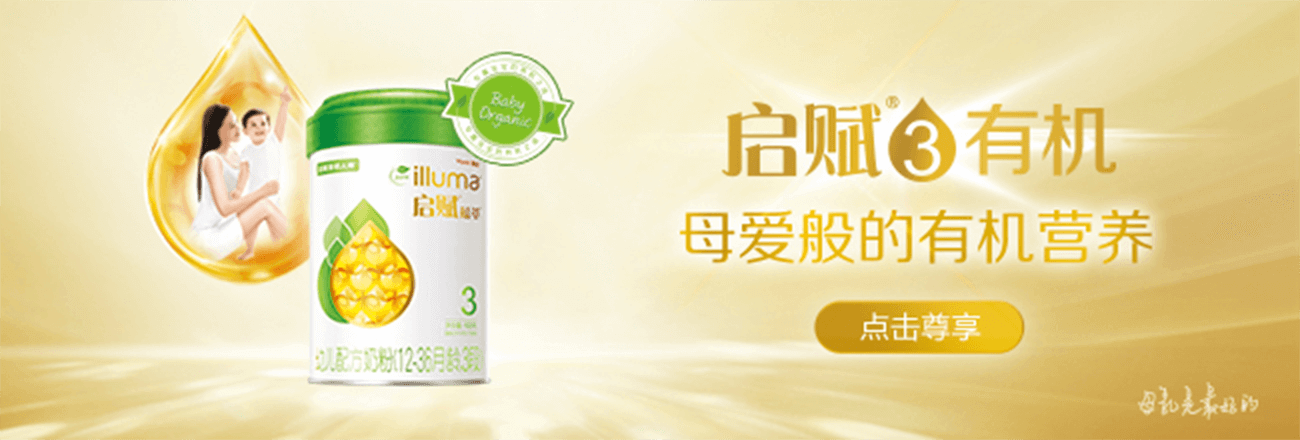 Baby
Organic
illuma
启赋
3
幼儿配方奶粉(12-36月龄,3段)
启赋®3有机
母爱般的有机营养
点击尊享
母乳是最好的